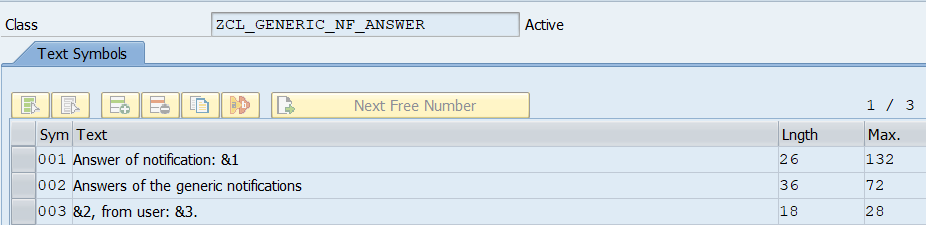 Class ZCL_GENERIC_NF_ANSWER Active
Text Symbols
Next Free Number 1 / 3
Sym Text Lngth Max.
001 Answer of notification: &1 26 132
002 Answers of the generic notifications 36 72
003 &2, from user: &3. 18 28